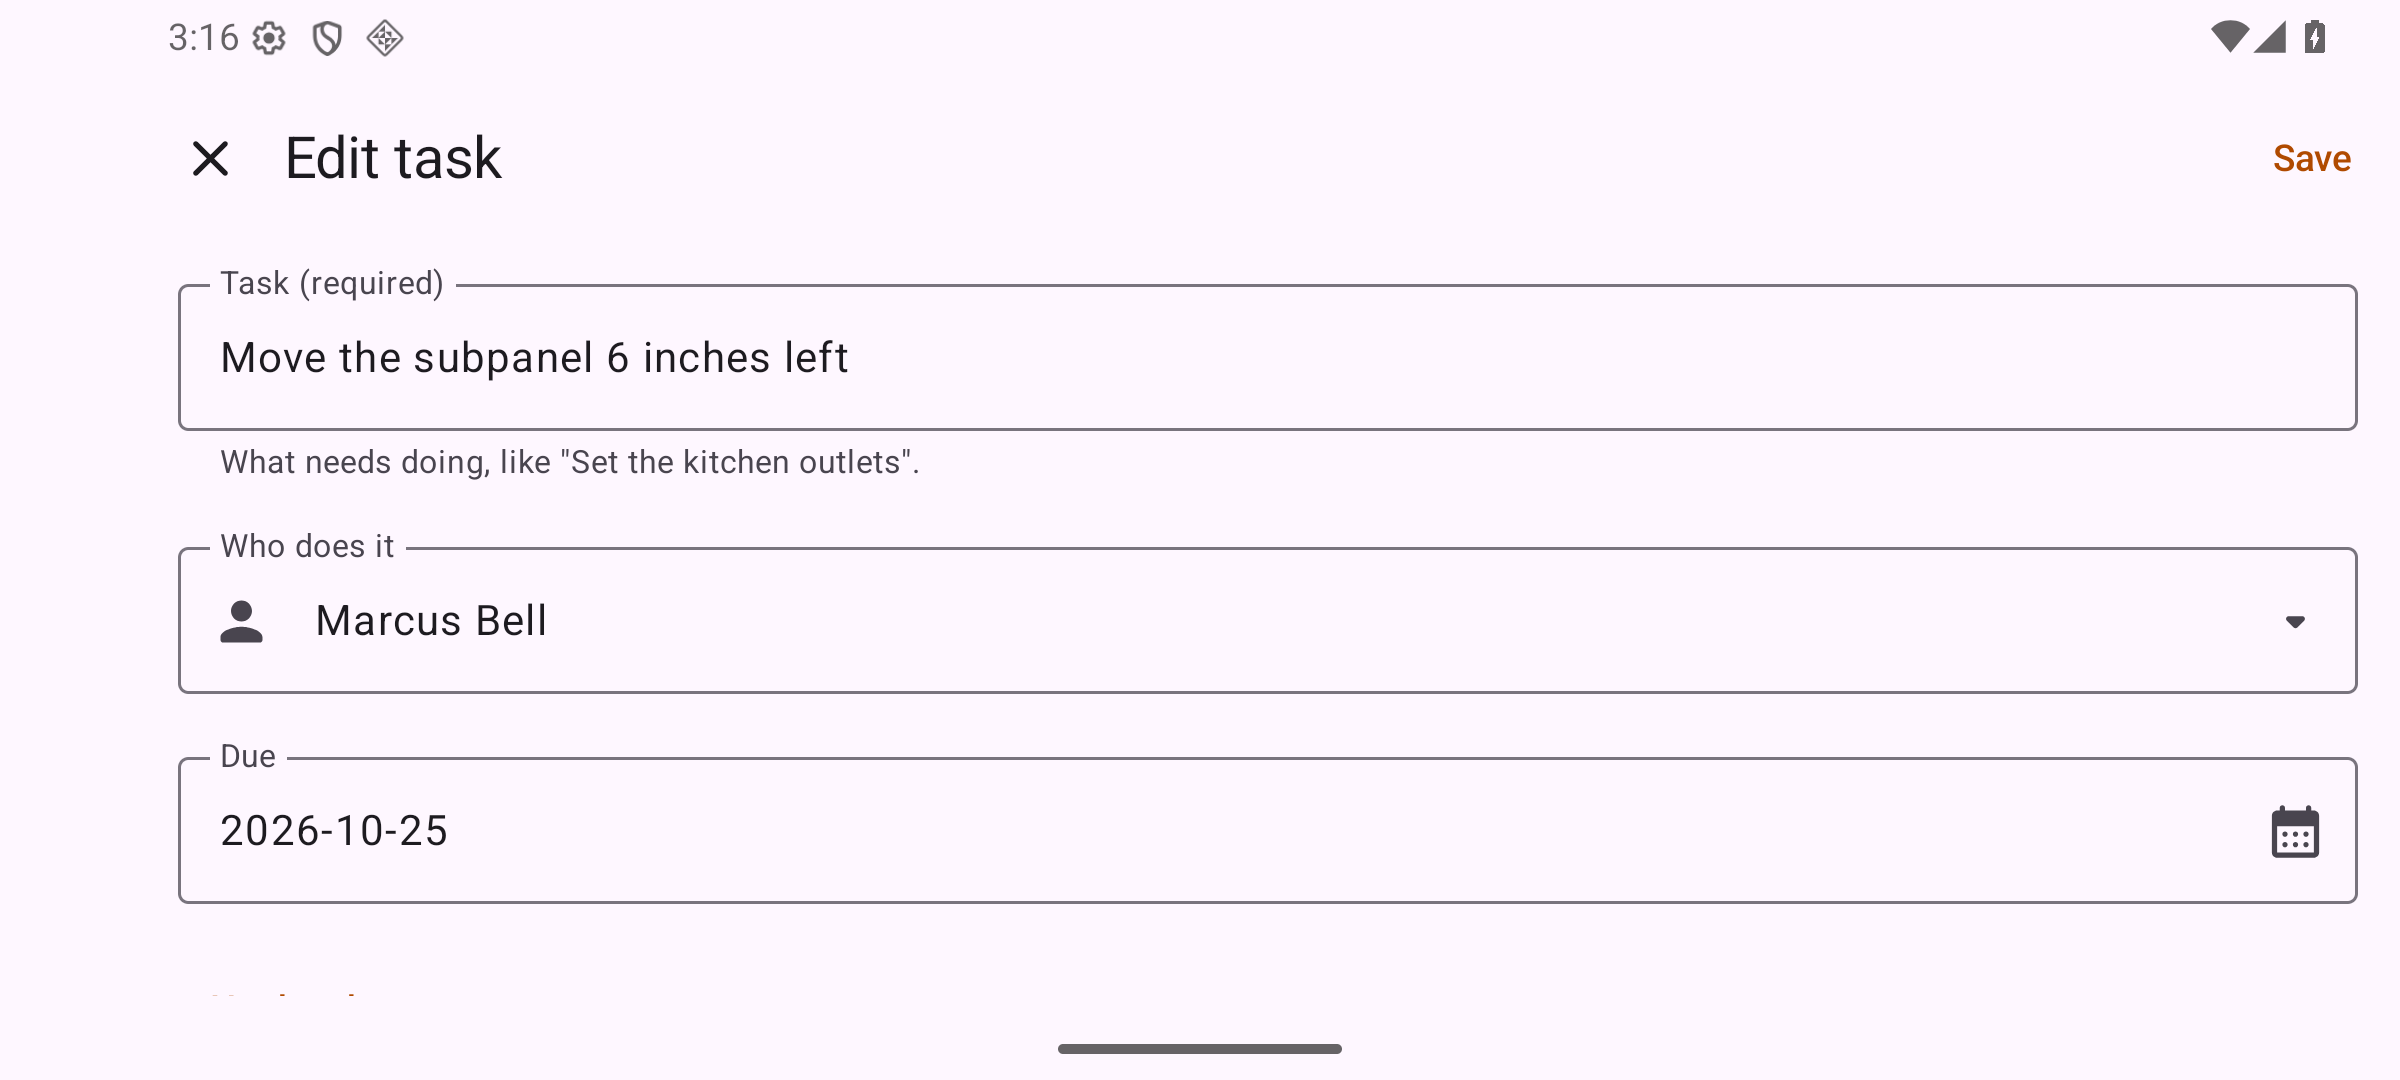 3:16
Edit task
Save
Task (required)
Move the subpanel 6 inches left
What needs doing, like "Set the kitchen outlets".
Who does it
Marcus Bell
Due
2026-10-25